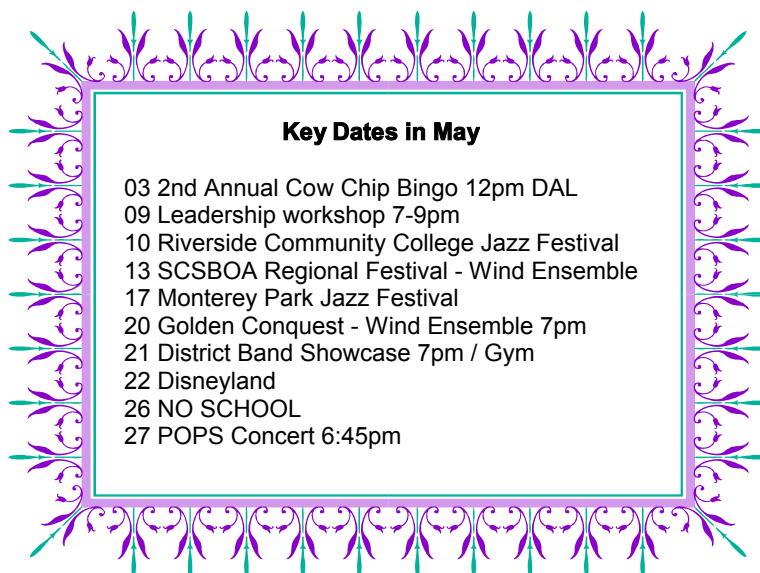 Key Dates in May
03 2nd Annual Cow Chip Bingo 12pm DAL
09 Leadership workshop 7-9pm
10 Riverside Community College Jazz Festival
13 SCSBOA Regional Festival - Wind Ensemble
17 Monterey Park Jazz Festival
20 Golden Conquest - Wind Ensemble 7pm
21 District Band Showcase 7pm / Gym
22 Disneyland
26 NO SCHOOL
27 POPS Concert 6:45pm